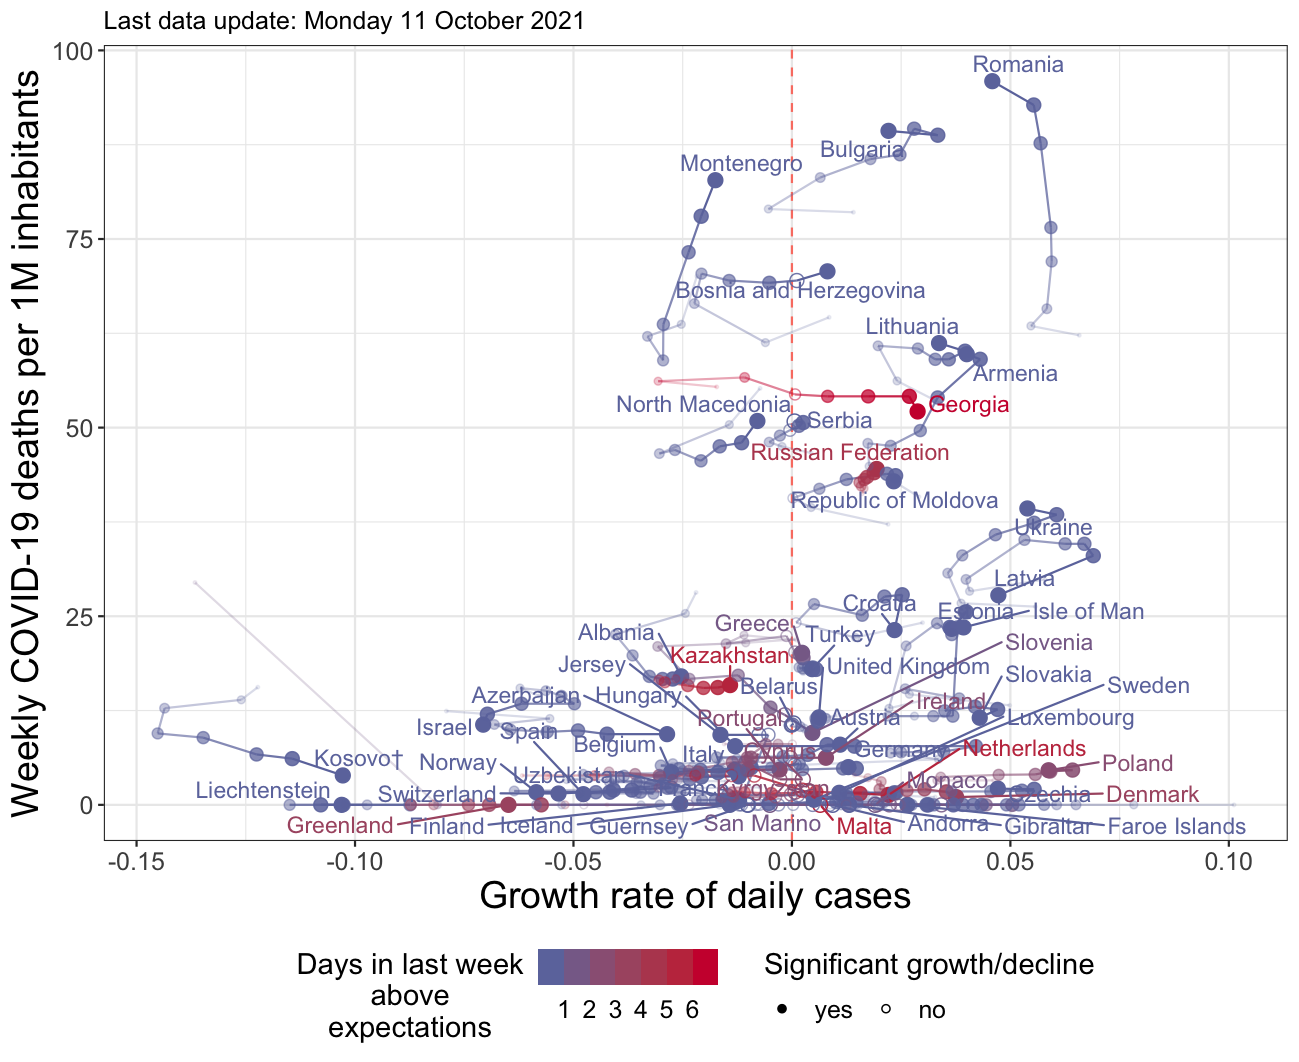 Last data update: Monday 11 October 2021
Weekly COVID-19 deaths per 1M inhabitants
100
75
50
25
0
Romania
Bulgaria
Montenegro
Bosnia and Herzegovina
Lithuania
Armenia
North Macedonia
Georgia
Serbia
Russian Federation
Republic of Moldova
Ukraine
Latvia
Croatia
Estonia
Isle of Man
Greece
Albania
Turkey
Slovenia
Kazakhstan
Jersey
United Kingdom
Slovakia
Belarus
Sweden
Azerbaijan
Hungary
Ireland
Portugal
Austria
Luxembourg
Israel
Spain
Belgium
Italy
Cyprus
Germany
Netherlands
Kosovo†
Norway
Poland
Uzbekistan
Monaco
Liechtenstein
Switzerland
France
Kyrgyzstan
Czechia
Denmark
Greenland
Finland
Iceland
Guernsey
San Marino
Malta
Andorra
Gibraltar
Faroe Islands
-0.15
-0.10
-0.05
0.00
0.05
0.10
Growth rate of daily cases
Days in last week
above
expectations
1 2 3 4 5 6
Significant growth/decline
yes
no